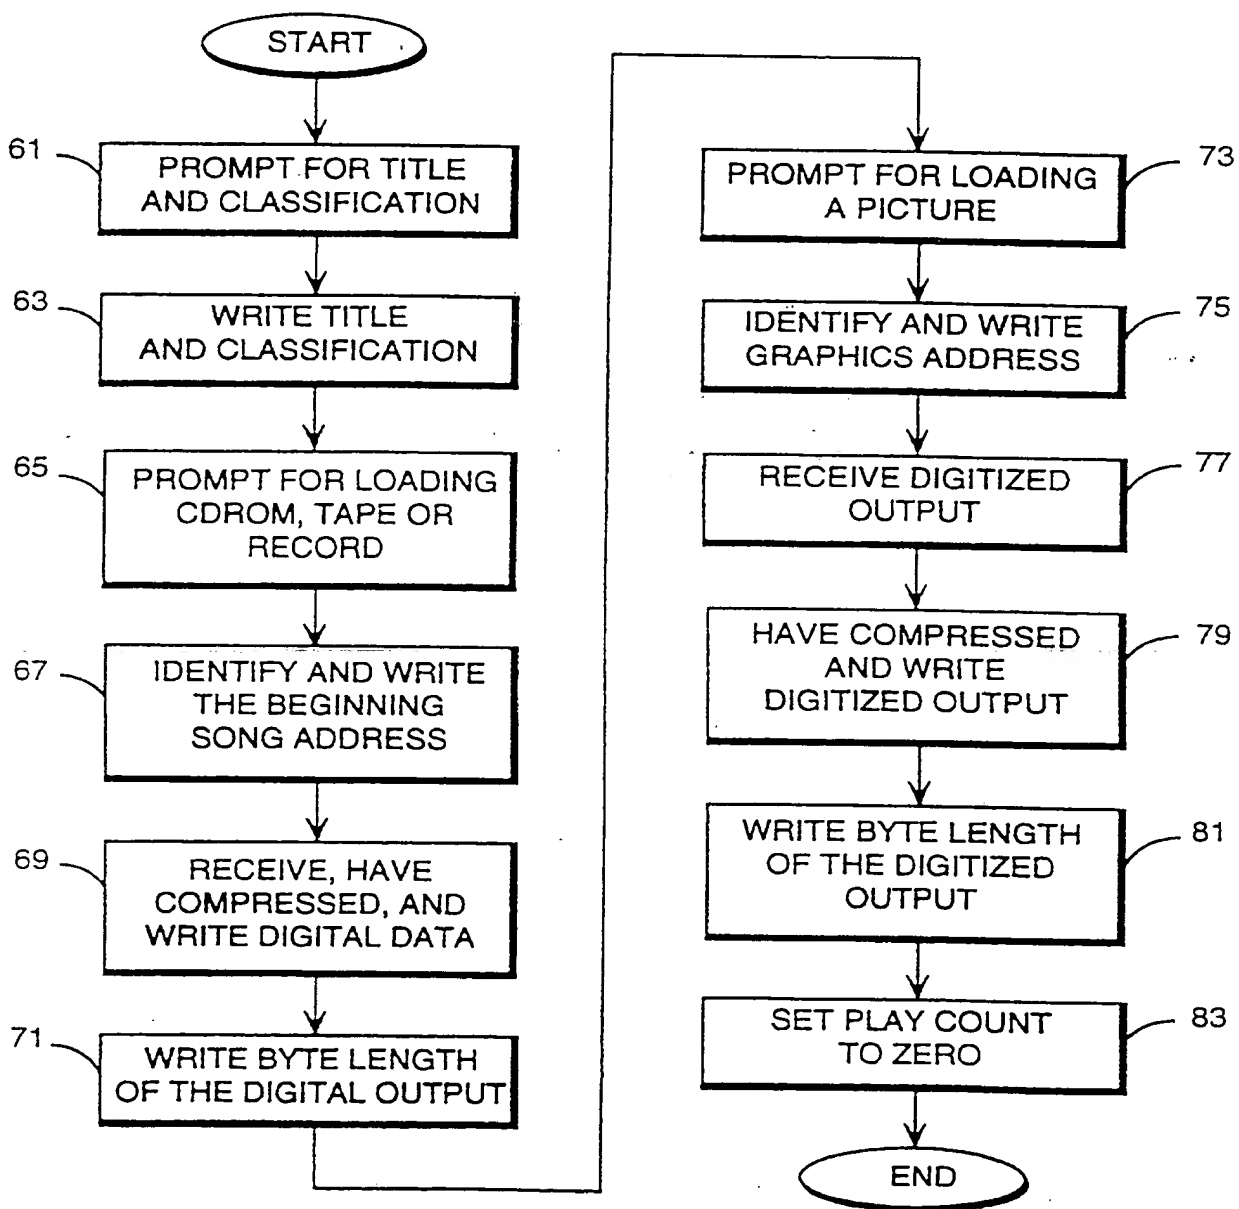 START
61
PROMPT FOR TITLE
AND CLASSIFICATION
63
WRITE TITLE
AND CLASSIFICATION
65
PROMPT FOR LOADING
CDROM, TAPE OR
RECORD
67
IDENTIFY AND WRITE
THE BEGINNING
SONG ADDRESS
69
RECEIVE, HAVE
COMPRESSED, AND
WRITE DIGITAL DATA
71
WRITE BYTE LENGTH
OF THE DIGITAL OUTPUT
73
PROMPT FOR LOADING
A PICTURE
75
IDENTIFY AND WRITE
GRAPHICS ADDRESS
77
RECEIVE DIGITIZED
OUTPUT
79
HAVE COMPRESSED
AND WRITE
DIGITIZED OUTPUT
81
WRITE BYTE LENGTH
OF THE DIGITIZED
OUTPUT
83
SET PLAY COUNT
TO ZERO
END